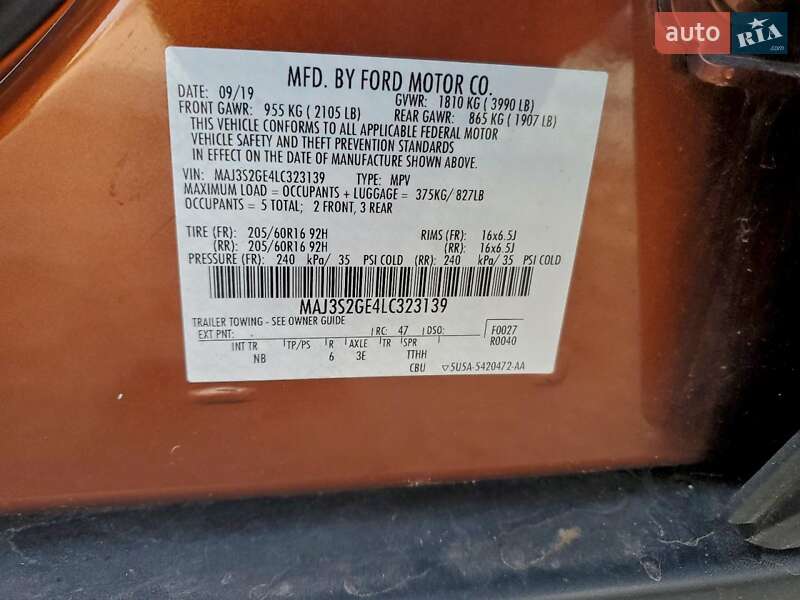 auto RIA.com
MFD. BY FORD MOTOR CO.
DATE: 09/19 GVWR: 1810 KG ( 3990 LB)
FRONT GAWR: 955 KG ( 2105 LB) REAR GAWR: 865 KG ( 1907 LB)
THIS VEHICLE CONFORMS TO ALL APPLICABLE FEDERAL MOTOR
VEHICLE SAFETY AND THEFT PREVENTION STANDARDS
IN EFFECT ON THE DATE OF MANUFACTURE SHOWN ABOVE.
VIN: MAJ3S2GE4LC323139 TYPE: MPV
MAXIMUM LOAD = OCCUPANTS + LUGGAGE = 375KG/ 827LB
OCCUPANTS = 5 TOTAL; 2 FRONT, 3 REAR
TIRE (FR): 205/60R16 92H RIMS (FR): 16x6.5J
(RR): 205/60R16 92H (RR): 16x6.5J
PRESSURE (FR): 240 kPa/ 35 PSI COLD (RR): 240 kPa/ 35 PSI COLD
MAJ3S2GE4LC323139
TRAILER TOWING - SEE OWNER GUIDE
EXT PNT: - RC: 47 DSO: F0027
R0040
INT TR TP/PS R AXLE TR SPR
NB 6 3E TTHH
CBU ▽5U5A-5420472-AA